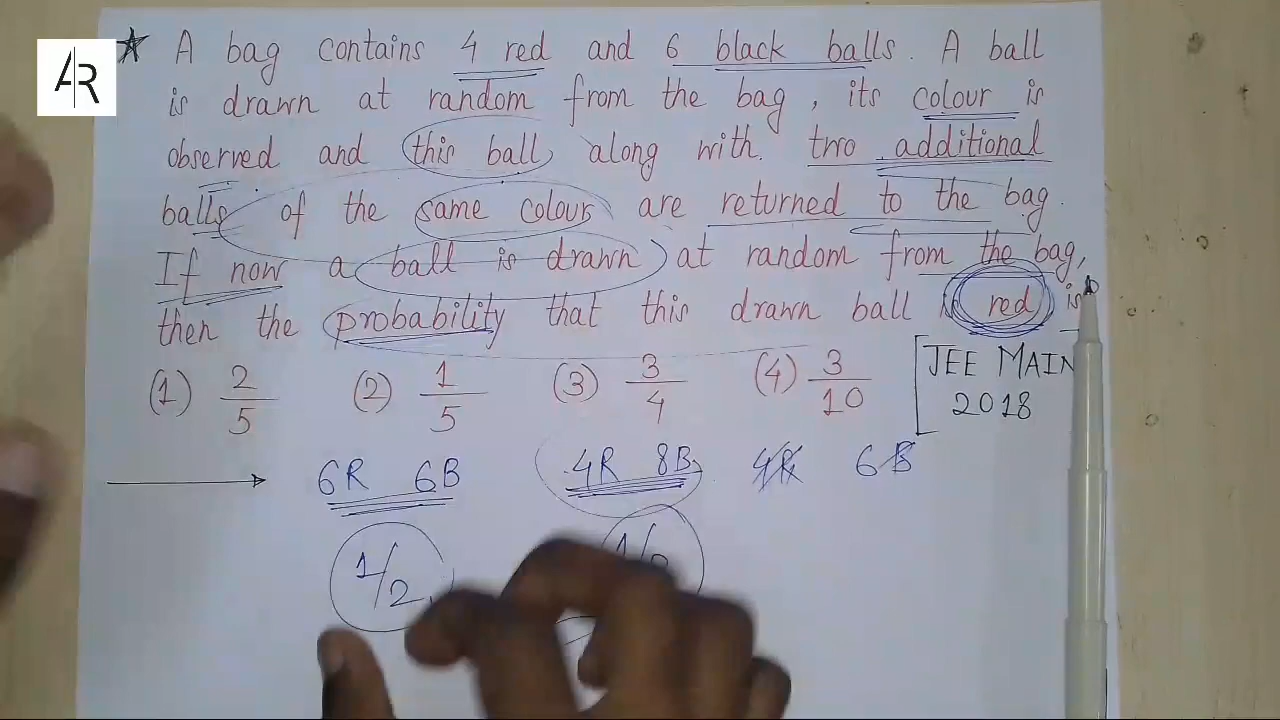 AR
A bag contains 4 red and 6 black balls. A ball
is drawn at random from the bag, its colour is
observed and this ball along with two additional
balls of the same colour are returned to the bag.
If now a ball is drawn at random from the bag,
then the probability that this drawn ball is red is
(1) 2/5 (2) 1/5 (3) 3/4 (4) 3/10
JEE MAIN
2018
6R 6B 4R 8B 4R 6B
1/2